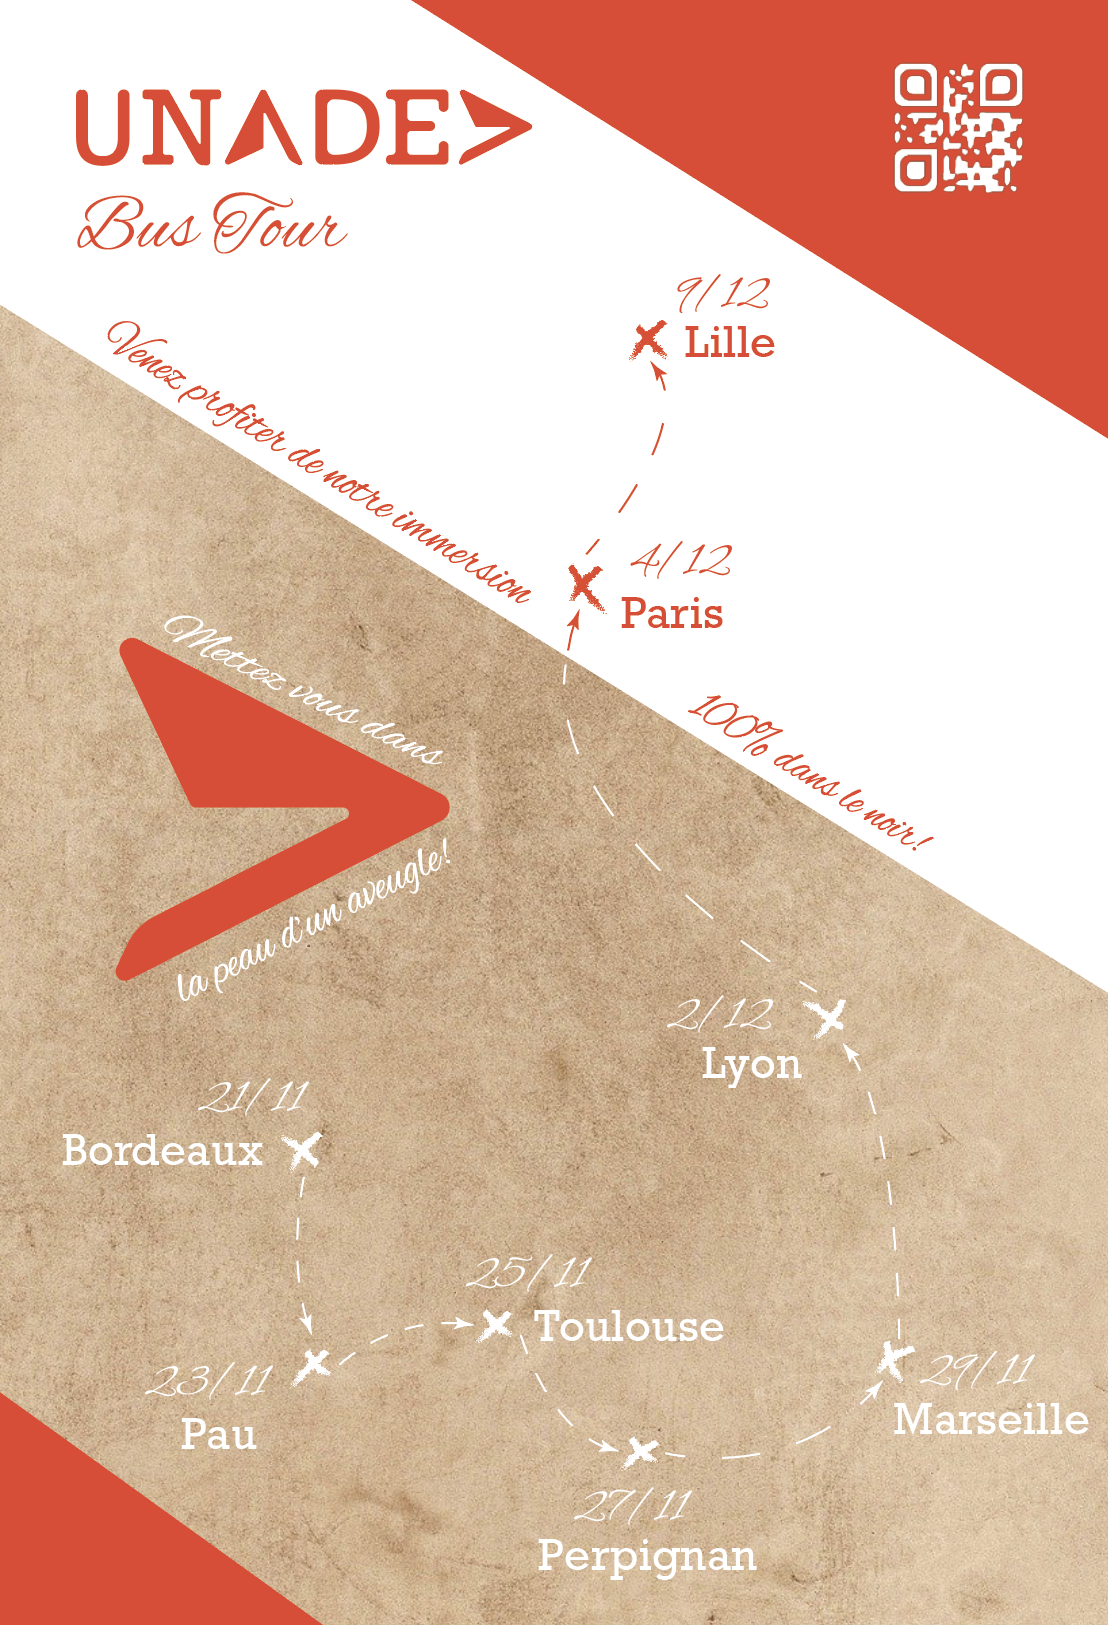 UNADE
Bus Tour
9/12
Lille
Venez profiter de notre immersion
4/12
Paris
100% dans le noir!
Mettez vous dans
la peau d'un aveugle!
2/12
Lyon
21/11
Bordeaux
25/11
Toulouse
23/11
Pau
29/11
Marseille
27/11
Perpignan